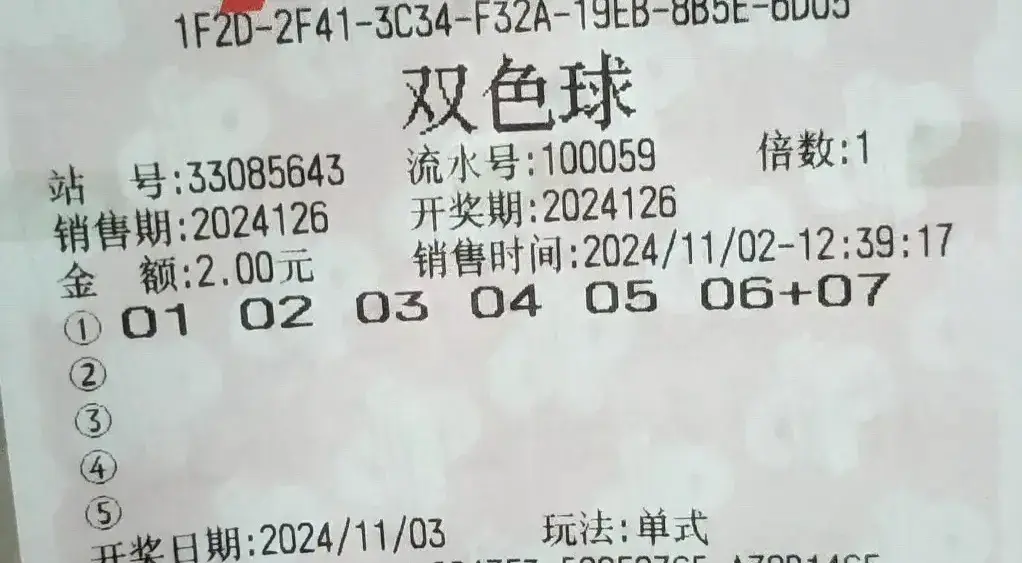 1F2D-2F41-3C34-F32A-19EB-8B5E-6D05
双色球
站 号:33085643 流水号:100059 倍数:1
销售期:2024126 开奖期:2024126
金 额:2.00元 销售时间:2024/11/02-12:39:17
① 01 02 03 04 05 06+07
②
③
④
⑤
开奖日期:2024/11/03 玩法:单式